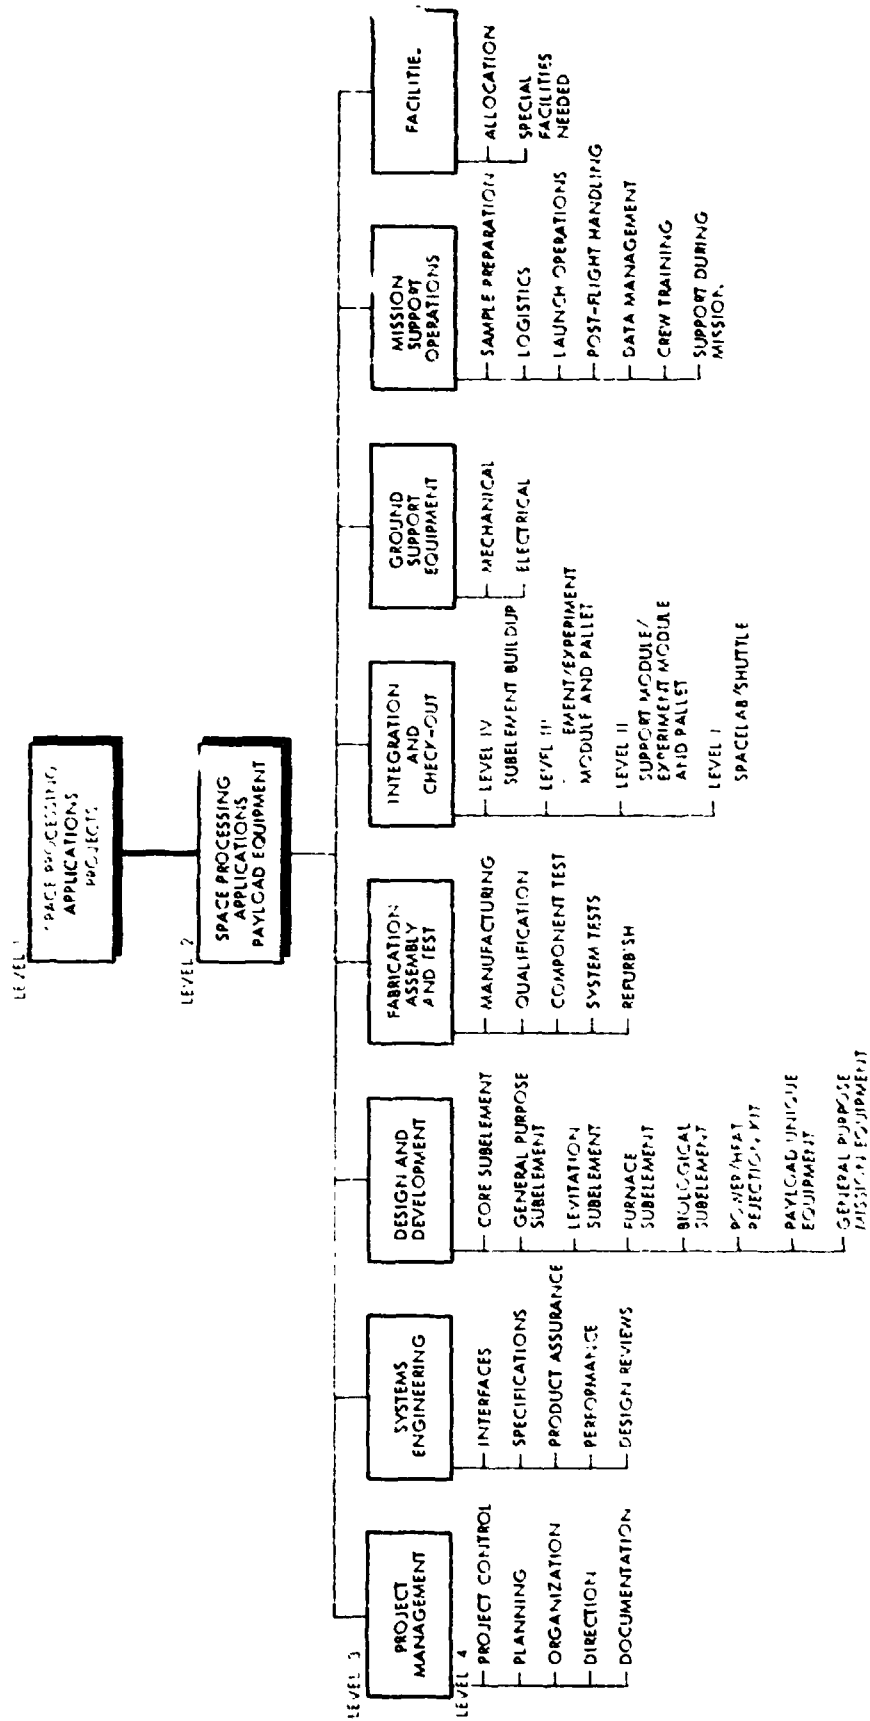 LEVEL 1
SPACE PROCESSING
APPLICATIONS
PROJECTS
LEVEL 2
SPACE PROCESSING
APPLICATIONS
PAYLOAD EQUIPMENT
LEVEL 3
PROJECT
MANAGEMENT
LEVEL 4
PROJECT CONTROL
PLANNING
ORGANIZATION
DIRECTION
DOCUMENTATION
SYSTEMS
ENGINEERING
INTERFACES
SPECIFICATIONS
PRODUCT ASSURANCE
PERFORMANCE
DESIGN REVIEWS
DESIGN AND
DEVELOPMENT
CORE SUBELEMENT
GENERAL PURPOSE
SUBELEMENT
LEVITATION
SUBELEMENT
FURNACE
SUBELEMENT
BIOLOGICAL
SUBELEMENT
POWER/HEAT
REJECTION KIT
PAYLOAD UNIQUE
EQUIPMENT
GENERAL PURPOSE
MISSION EQUIPMENT
FABRICATION
ASSEMBLY
AND TEST
MANUFACTURING
QUALIFICATION
COMPONENT TEST
SYSTEM TESTS
REFURBISH
INTEGRATION
AND
CHECK-OUT
LEVEL IV
SUBELEMENT BUILDUP
LEVEL III
EMENT/EXPERIMENT
MODULE AND PALLET
LEVEL II
SUPPORT MODULE/
EXPERIMENT MODULE
AND PALLET
LEVEL I
SPACELAB/SHUTTLE
GROUND
SUPPORT
EQUIPMENT
MECHANICAL
ELECTRICAL
MISSION
SUPPORT
OPERATIONS
SAMPLE PREPARATION
LOGISTICS
LAUNCH OPERATIONS
POST-FLIGHT HANDLING
DATA MANAGEMENT
CREW TRAINING
SUPPORT DURING
MISSION
FACILITIE
ALLOCATION
SPECIAL
FACILITIES
NEEDED